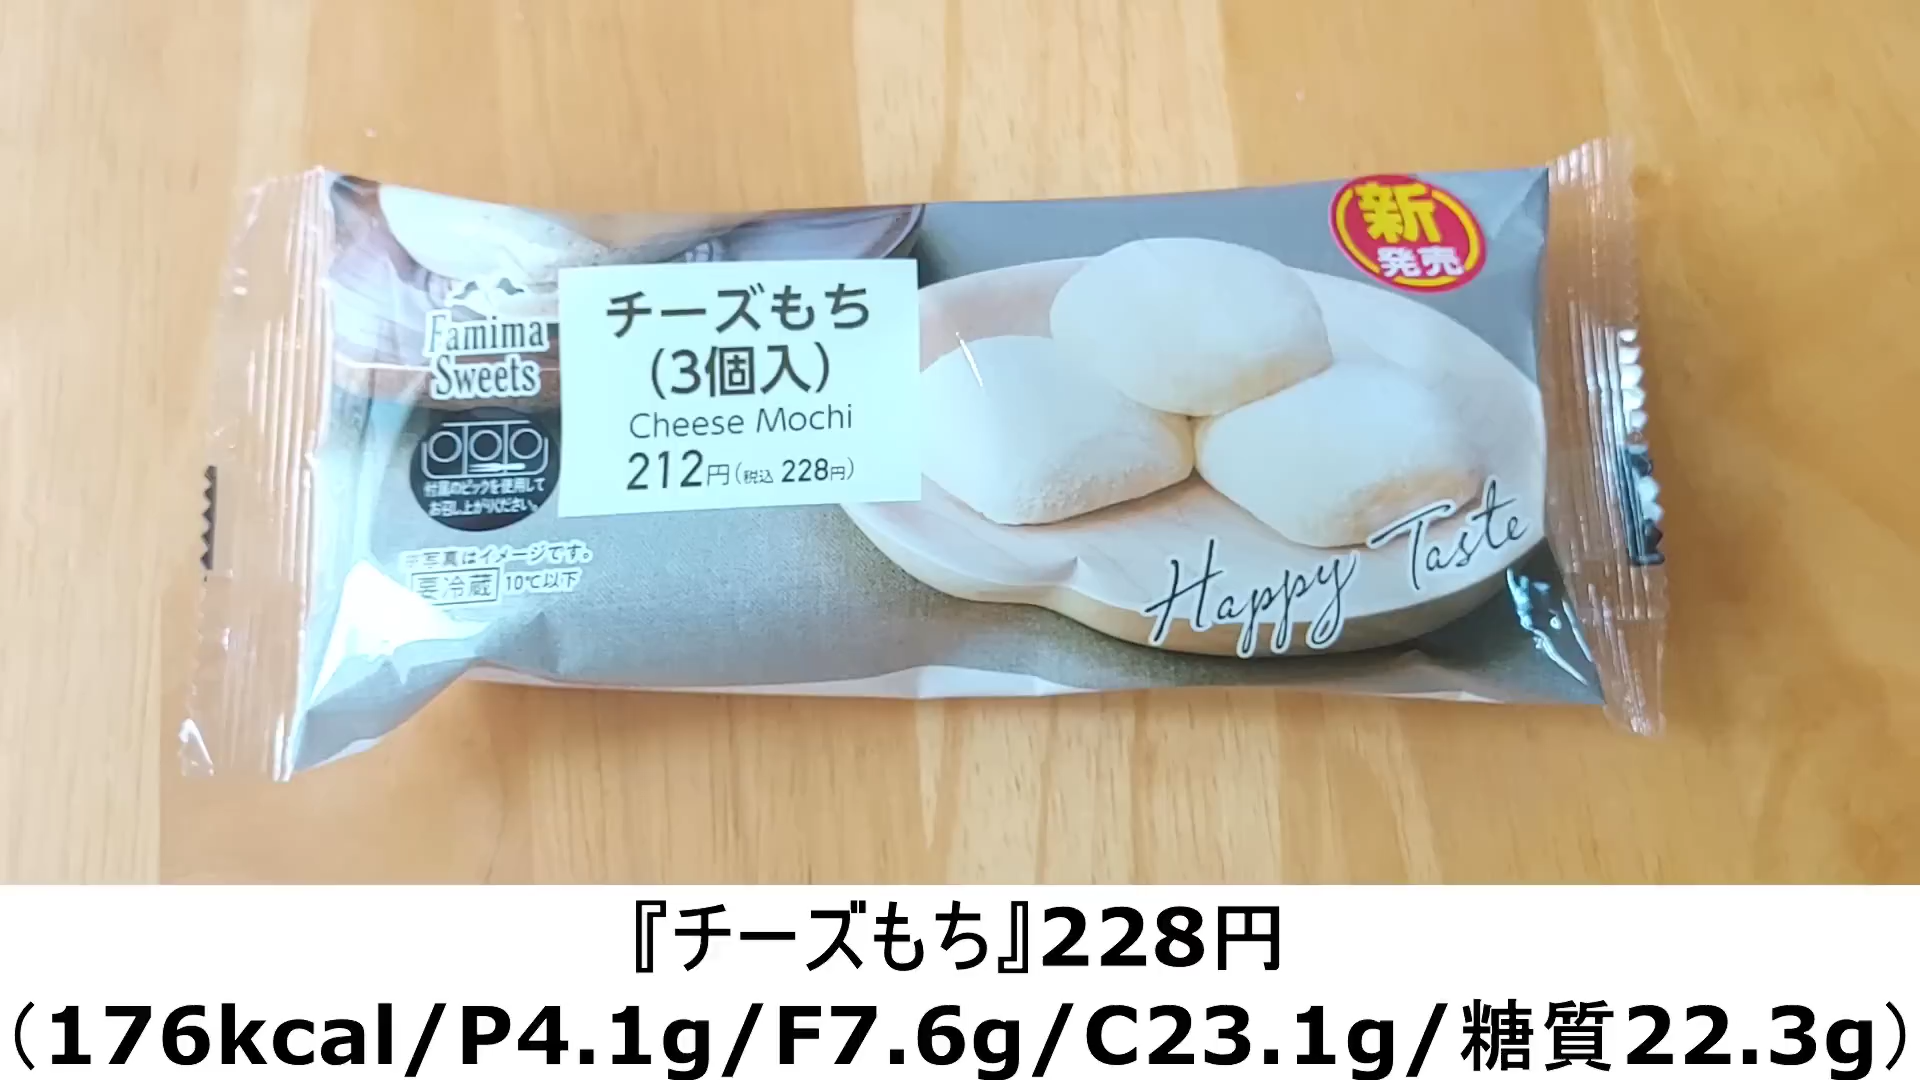 新
発売
Famima
Sweets
チーズもち
(3個入)
Cheese Mochi
212円(税込 228円)
付属のピックを使用して
お召し上がりください。
※写真はイメージです。
要冷蔵 10℃以下
Happy Taste
『チーズもち』228円
（176kcal/P4.1g/F7.6g/C23.1g/糖質22.3g）